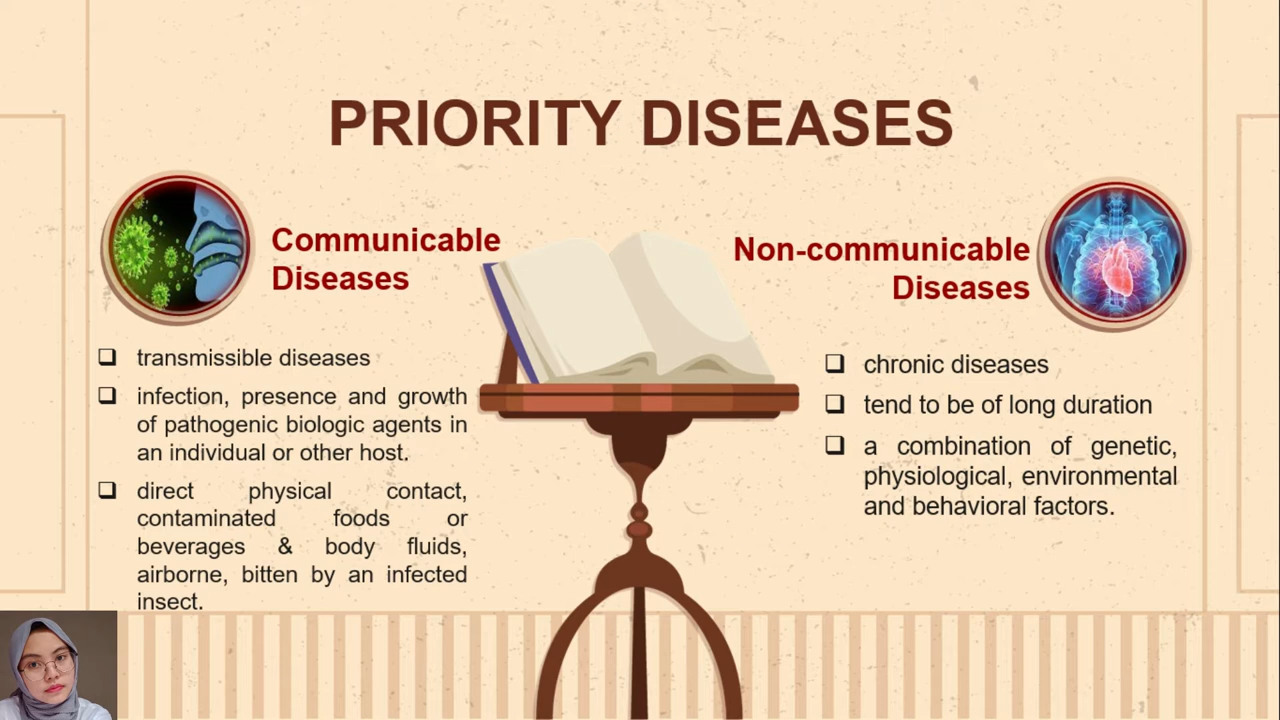 PRIORITY DISEASES
Communicable
Diseases
❑ transmissible diseases
❑ infection, presence and growth
of pathogenic biologic agents in
an individual or other host.
❑ direct physical contact,
contaminated foods or
beverages & body fluids,
airborne, bitten by an infected
insect.
Non-communicable
Diseases
❑ chronic diseases
❑ tend to be of long duration
❑ a combination of genetic,
physiological, environmental
and behavioral factors.